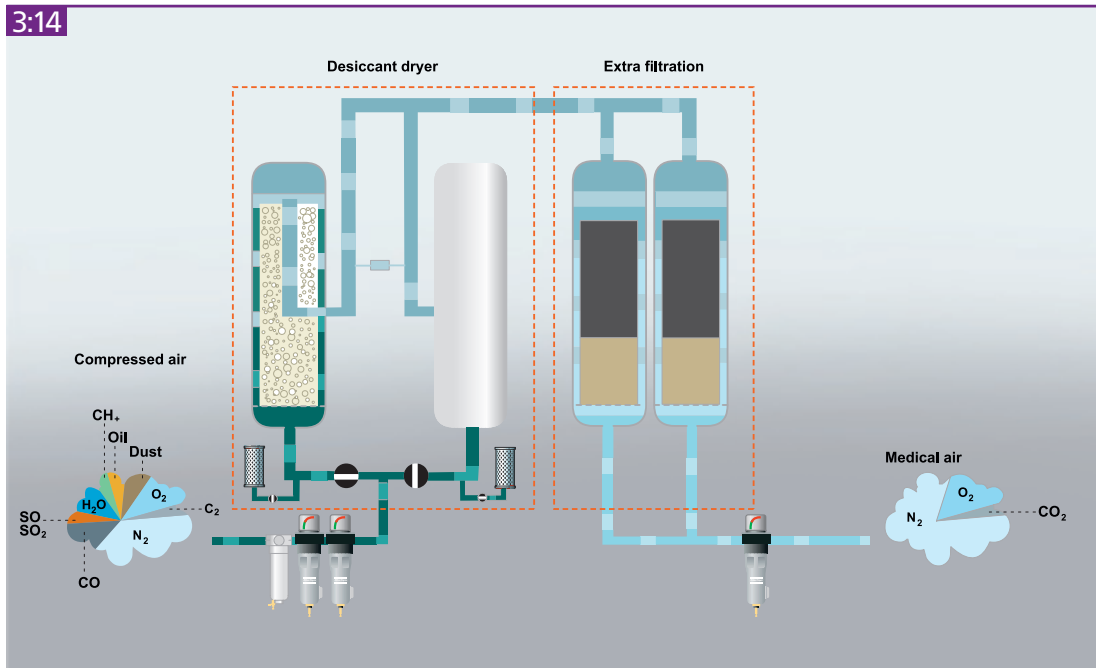 3:14
Desiccant dryer
Extra filtration
Compressed air
CH₊
Oil
Dust
O₂
H₂O
C₂
SO
SO₂
N₂
CO
Medical air
O₂
N₂
CO₂